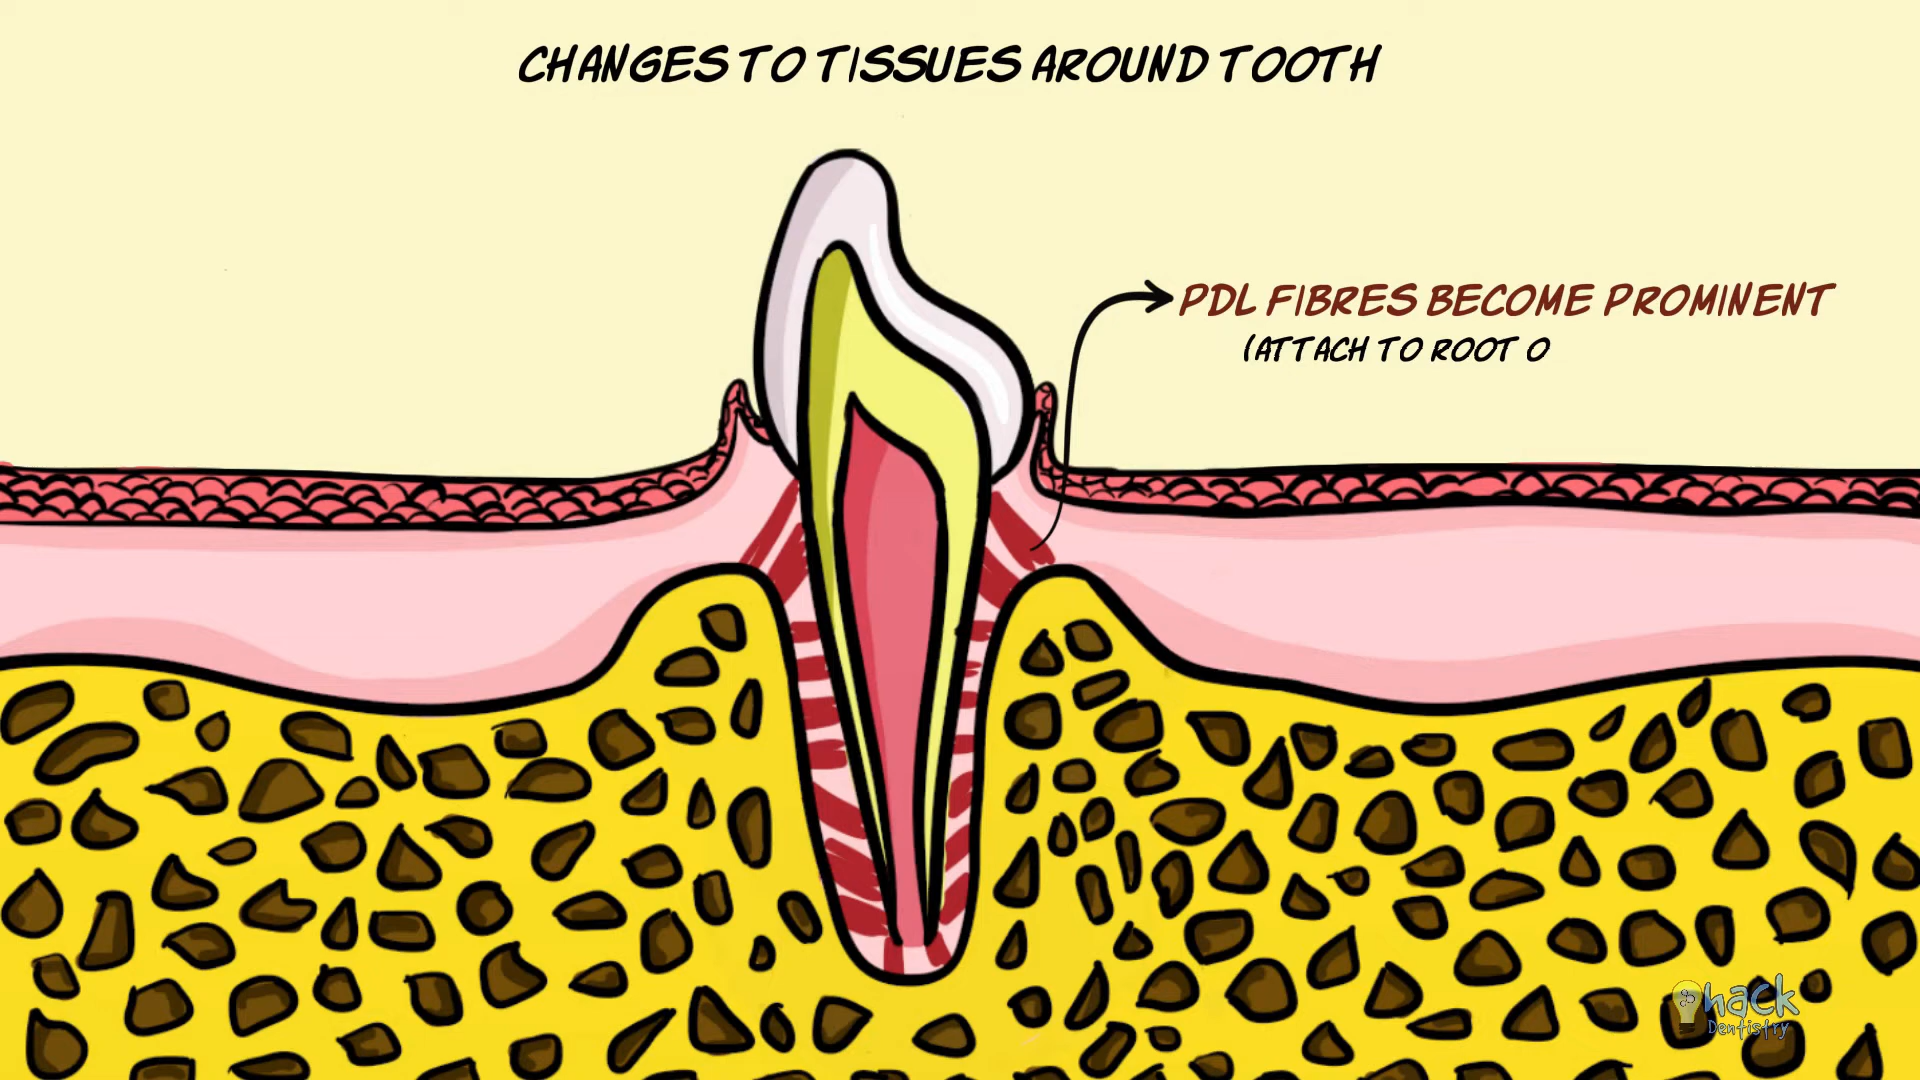 CHANGES TO TISSUES AROUND TOOTH
PDL FIBRES BECOME PROMINENT
(ATTACH TO ROOT O
hack
Dentistry